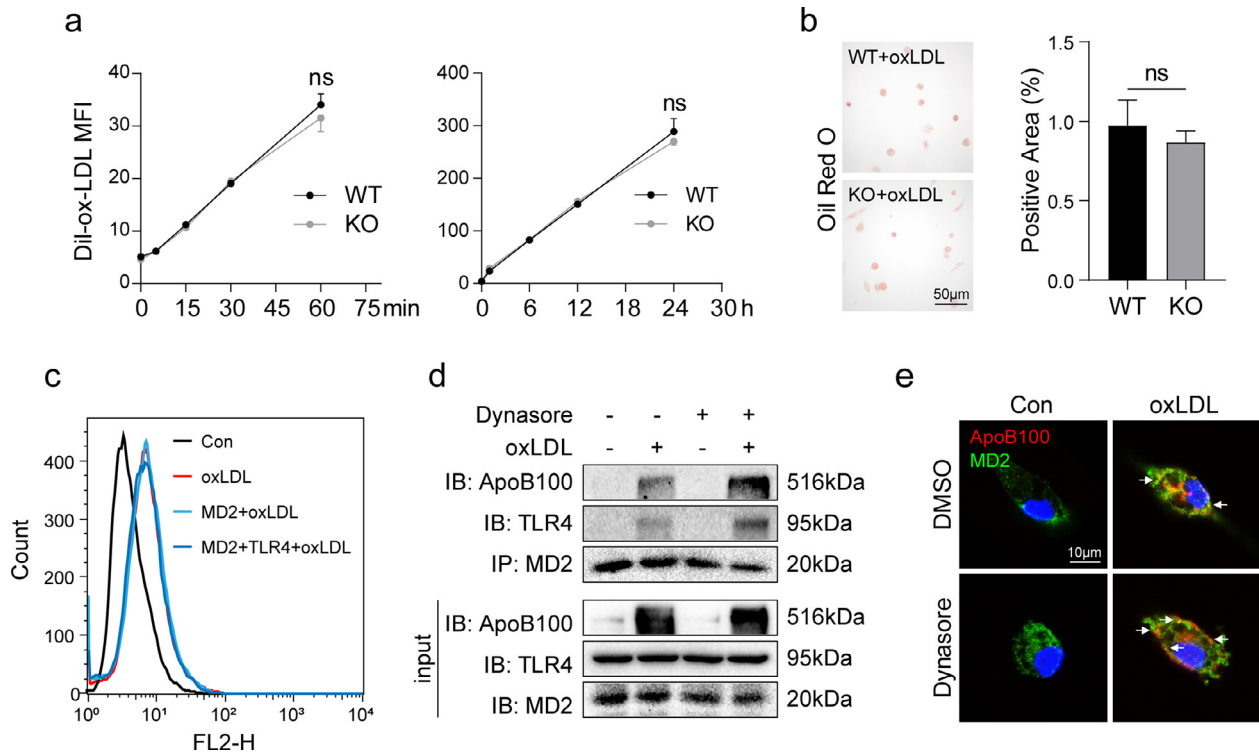 a
Dil-ox-LDL MFI
40
30
20
10
0
0 15 30 45 60 75 min
ns
WT
KO
400
300
200
100
0
0 6 12 18 24 30 h
ns
WT
KO
b
Oil Red O
WT+oxLDL
KO+oxLDL
50μm
Positive Area (%)
1.5
1.0
0.5
0.0
ns
WT KO
c
Count
400
300
200
100
0
10⁰ 10¹ 10² 10³ 10⁴
FL2-H
Con
oxLDL
MD2+oxLDL
MD2+TLR4+oxLDL
d
Dynasore - - + +
oxLDL - + - +
IB: ApoB100 516kDa
IB: TLR4 95kDa
IP: MD2 20kDa
input
IB: ApoB100 516kDa
IB: TLR4 95kDa
IB: MD2 20kDa
e
Con oxLDL
DMSO
ApoB100
MD2
10μm
Dynasore